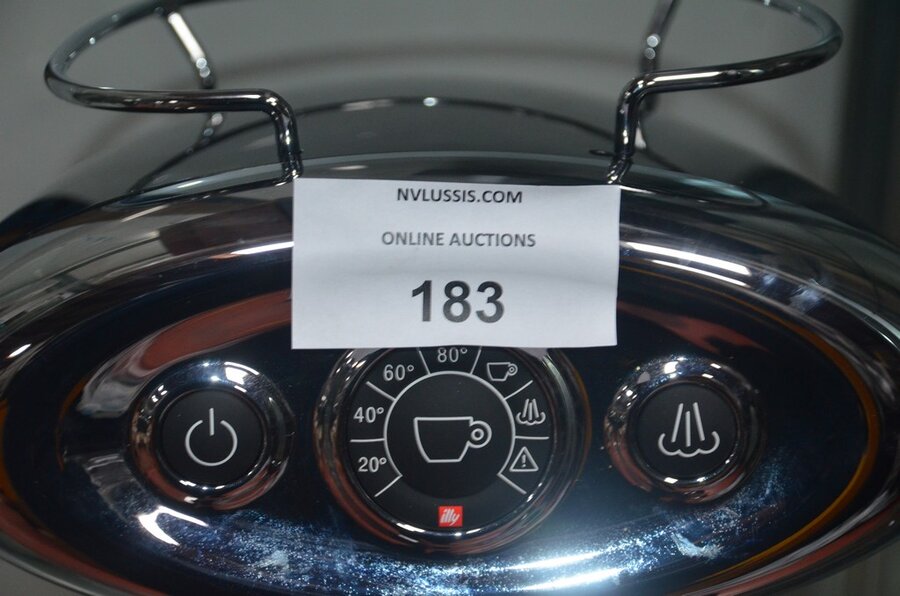 NVLUSSIS.COM
ONLINE AUCTIONS
183
80°
60°
40°
20°
illy